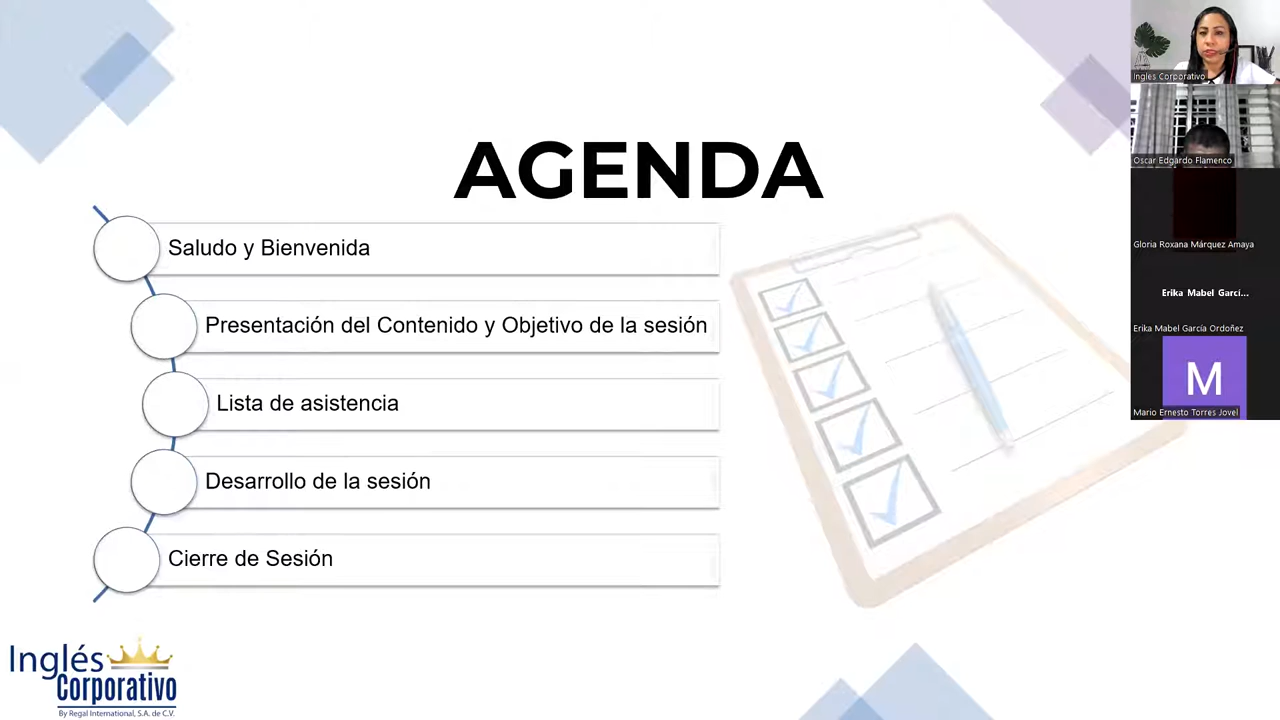 AGENDA
Saludo y Bienvenida
Presentación del Contenido y Objetivo de la sesión
Lista de asistencia
Desarrollo de la sesión
Cierre de Sesión
Inglés
Corporativo
By Regal International, S.A. de C.V.
Ingles Corporativo
Oscar Edgardo Flamenco
Gloria Roxana Márquez Amaya
Erika Mabel Garcí...
Erika Mabel García Ordoñez
M
Mario Ernesto Torres Jovel